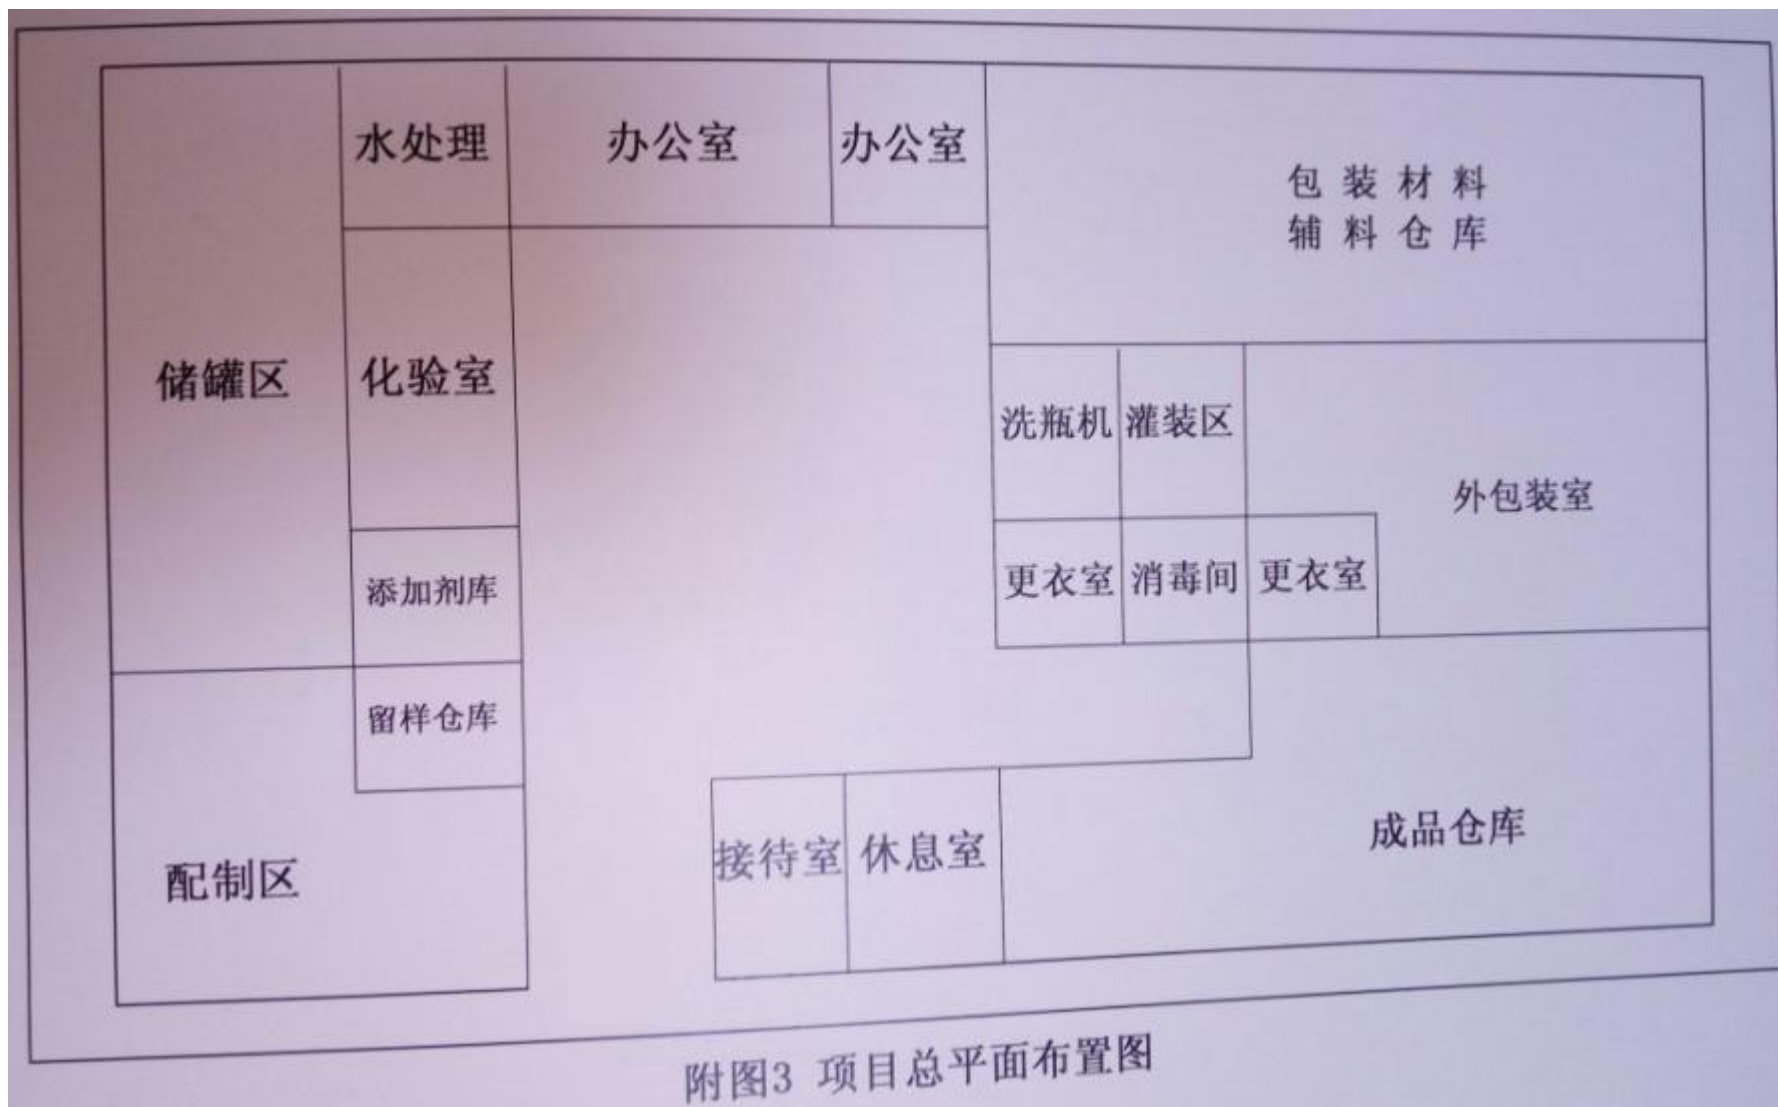 水处理
办公室
办公室
包装材料
辅料仓库
储罐区
化验室
洗瓶机
灌装区
外包装室
添加剂库
更衣室
消毒间
更衣室
留样仓库
配制区
接待室
休息室
成品仓库
附图3 项目总平面布置图